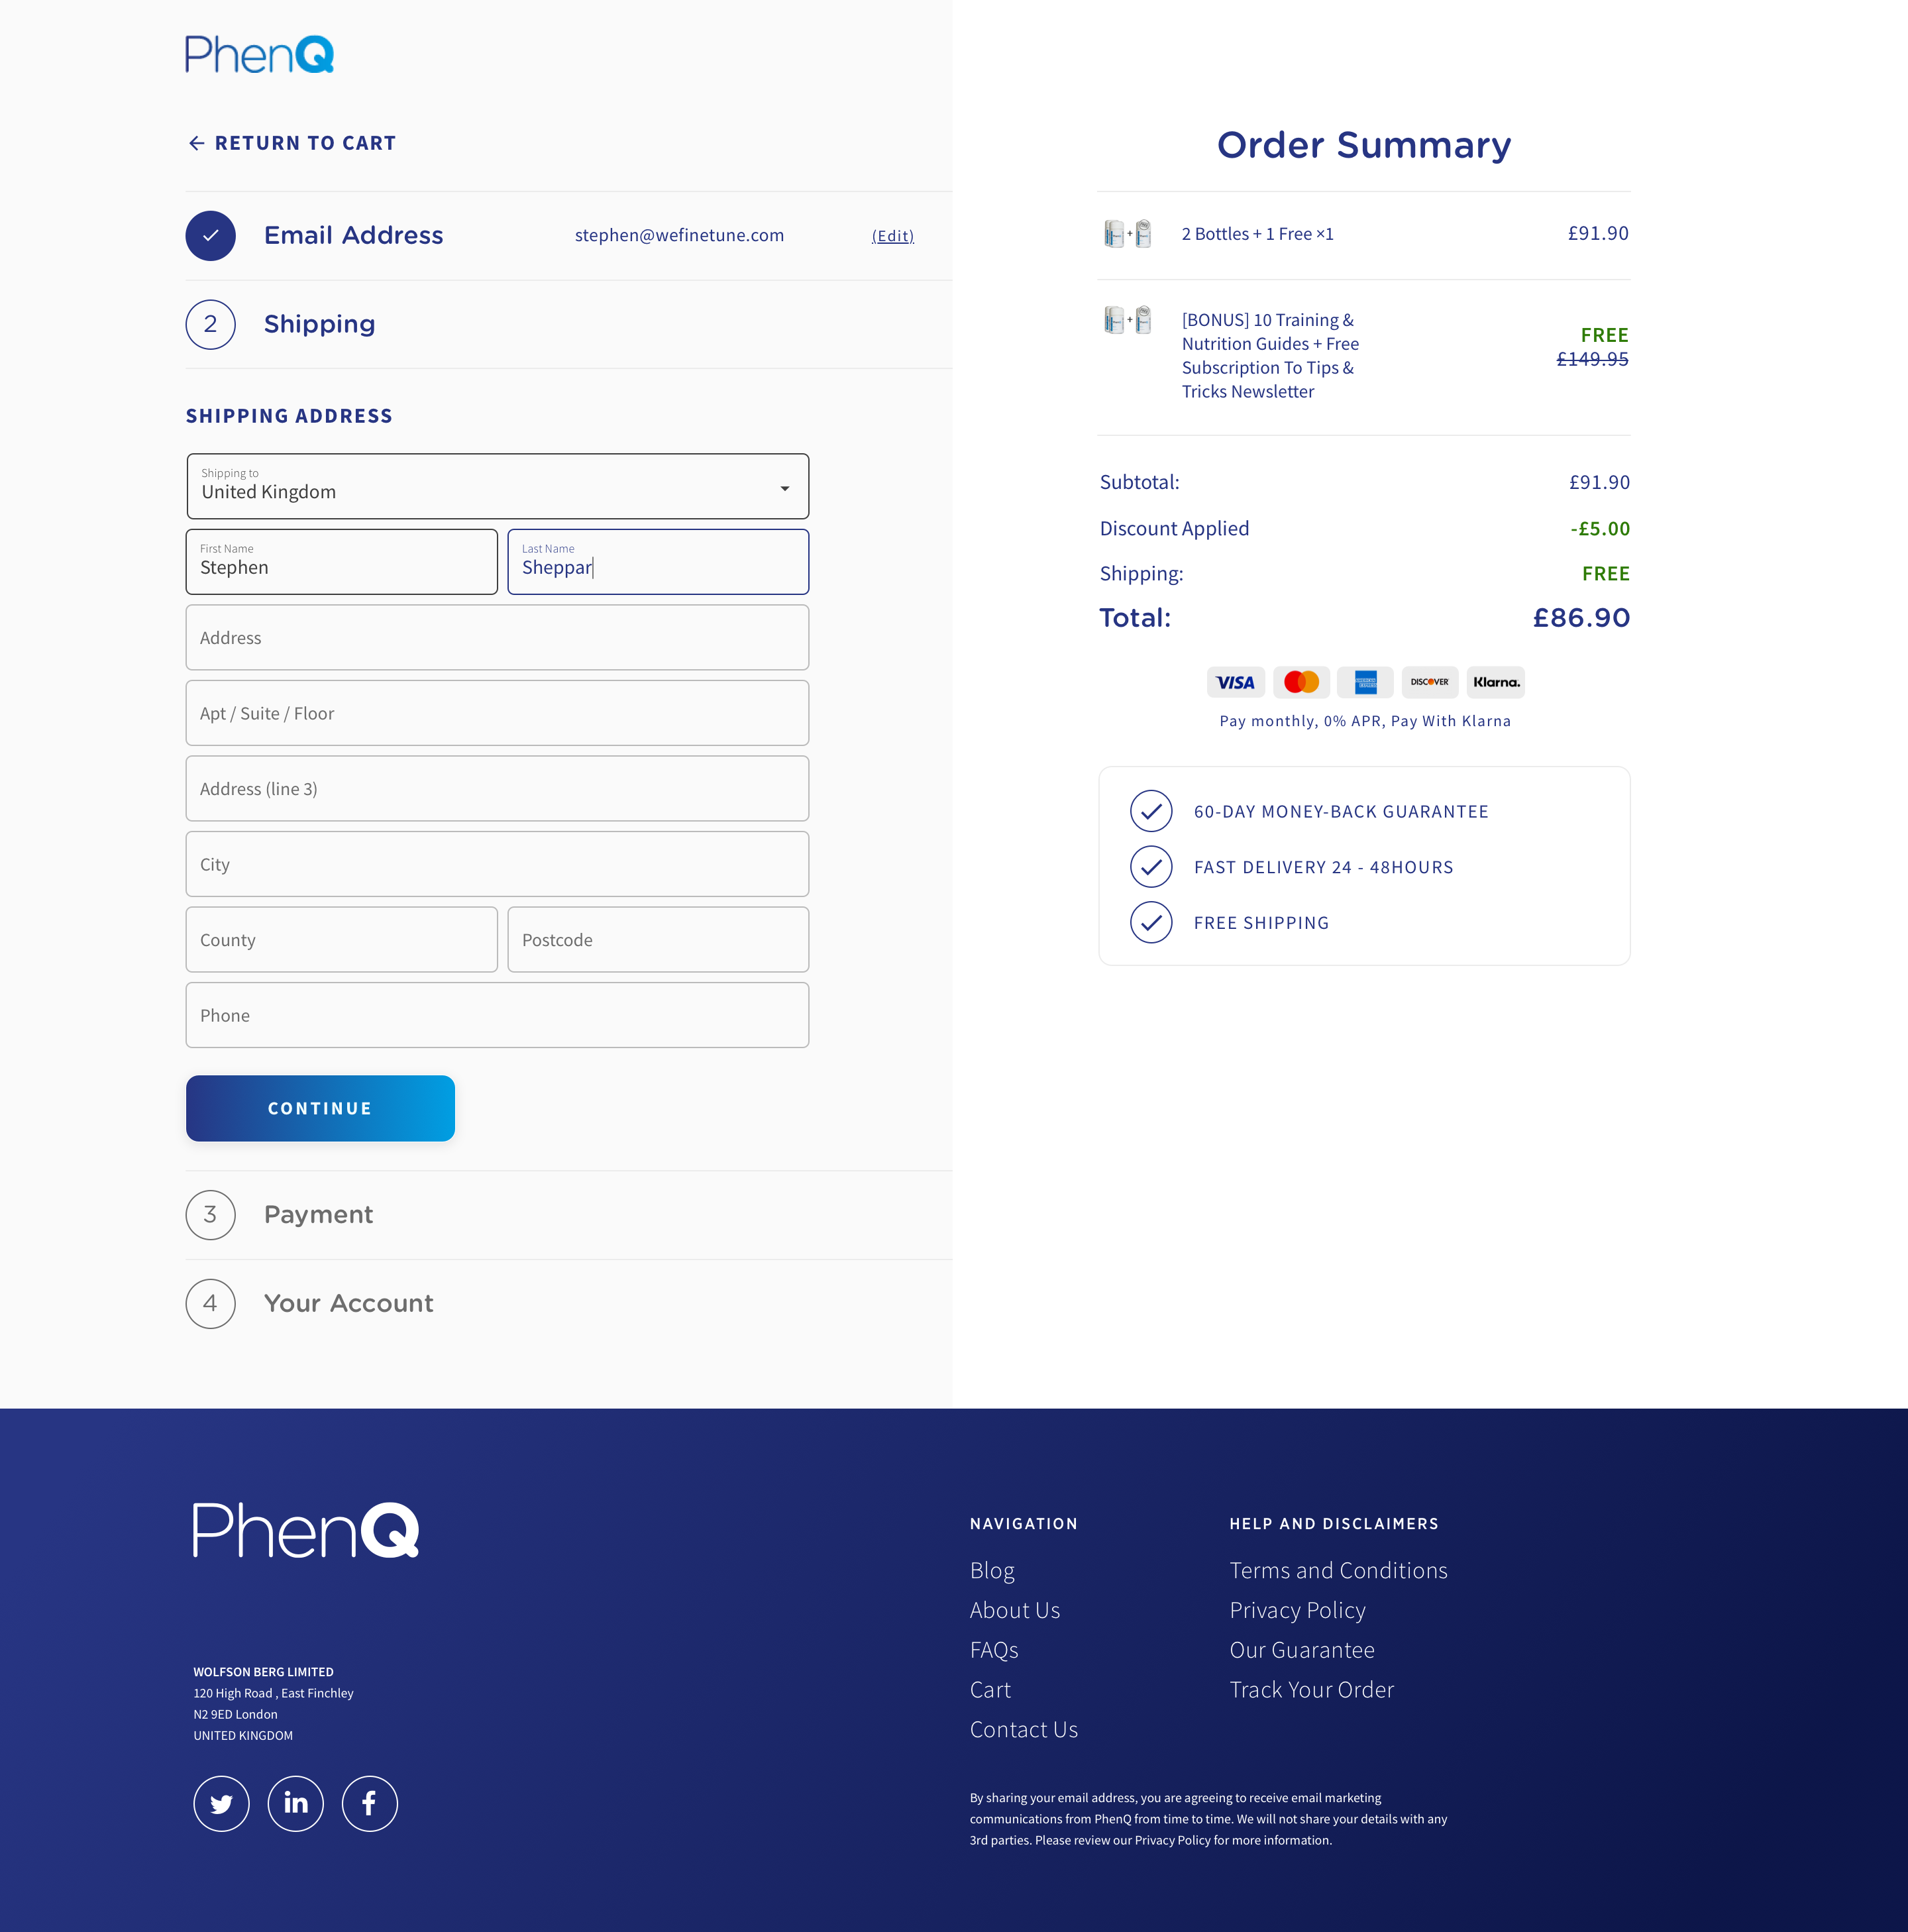 PhenQ
RETURN TO CART
Email Address
stephen@wefinetune.com
(Edit)
2
Shipping
SHIPPING ADDRESS
Shipping to
United Kingdom
First Name
Stephen
Last Name
Sheppar
Address
Apt / Suite / Floor
Address (line 3)
City
County
Postcode
Phone
CONTINUE
3
Payment
4
Your Account
Order Summary
2 Bottles + 1 Free ×1
£91.90
[BONUS] 10 Training &
Nutrition Guides + Free
Subscription To Tips &
Tricks Newsletter
FREE
£149.95
Subtotal:
£91.90
Discount Applied
-£5.00
Shipping:
FREE
Total:
£86.90
VISA
DISCOVER
Klarna.
Pay monthly, 0% APR, Pay With Klarna
60-DAY MONEY-BACK GUARANTEE
FAST DELIVERY 24 - 48HOURS
FREE SHIPPING
PhenQ
WOLFSON BERG LIMITED
120 High Road , East Finchley
N2 9ED London
UNITED KINGDOM
NAVIGATION
Blog
About Us
FAQs
Cart
Contact Us
HELP AND DISCLAIMERS
Terms and Conditions
Privacy Policy
Our Guarantee
Track Your Order
By sharing your email address, you are agreeing to receive email marketing
communications from PhenQ from time to time. We will not share your details with any
3rd parties. Please review our Privacy Policy for more information.